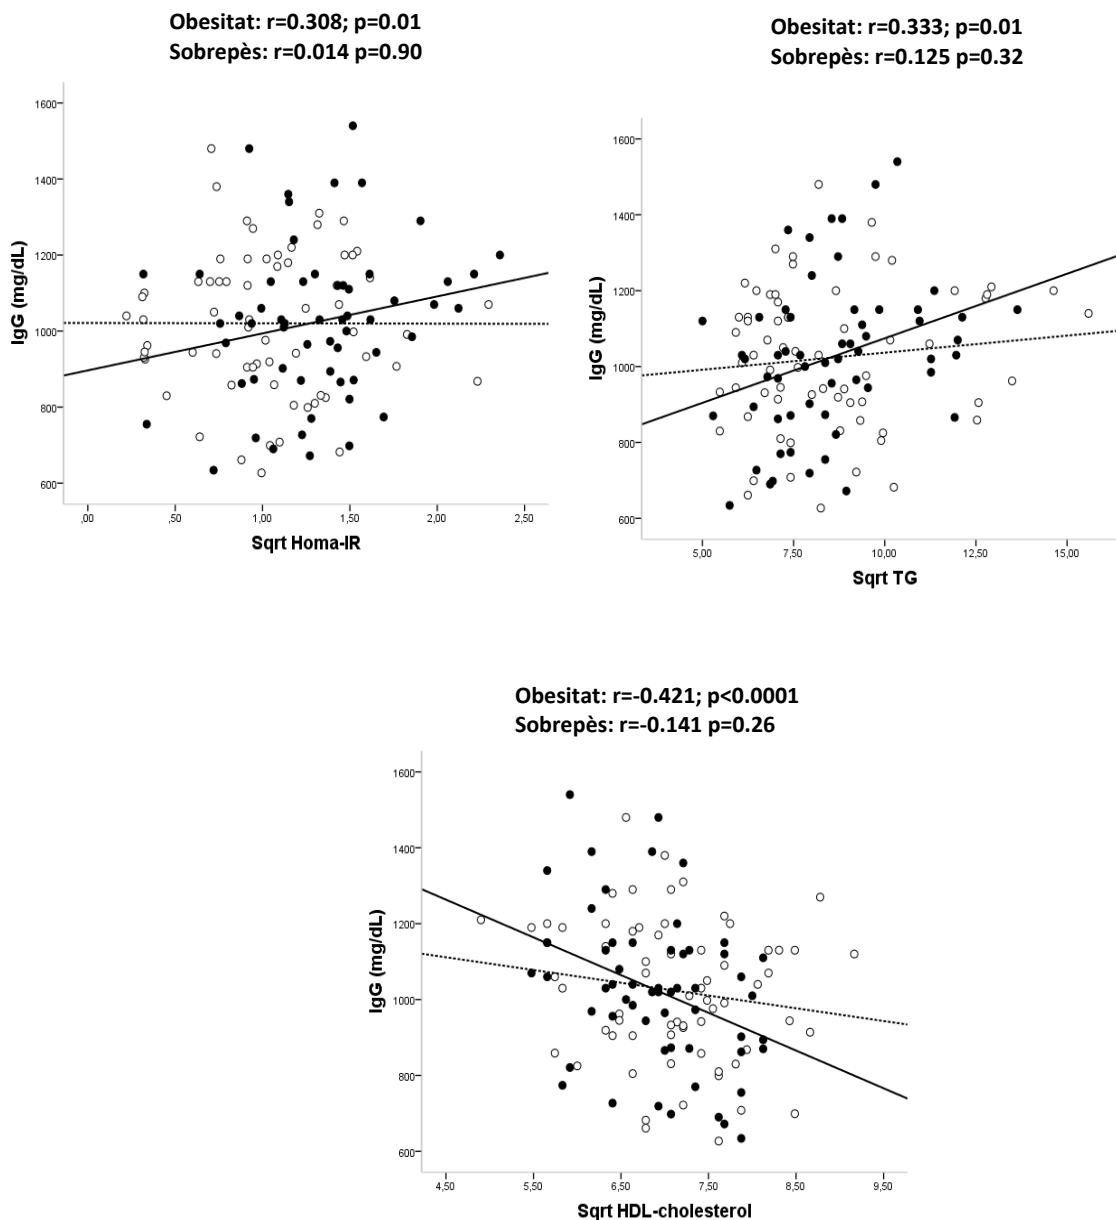 Obesitat: r=0.308; p=0.01
Sobrepès: r=0.014 p=0.90
IgG (mg/dL)
1600
1400
1200
1000
800
600
,00 ,50 1,00 1,50 2,00 2,50
Sqrt Homa-IR
Obesitat: r=0.333; p=0.01
Sobrepès: r=0.125 p=0.32
IgG (mg/dL)
1600
1400
1200
1000
800
600
5,00 7,50 10,00 12,50 15,00
Sqrt TG
Obesitat: r=-0.421; p<0.0001
Sobrepès: r=-0.141 p=0.26
IgG (mg/dL)
1600
1400
1200
1000
800
600
4,50 5,50 6,50 7,50 8,50 9,50
Sqrt HDL-cholesterol